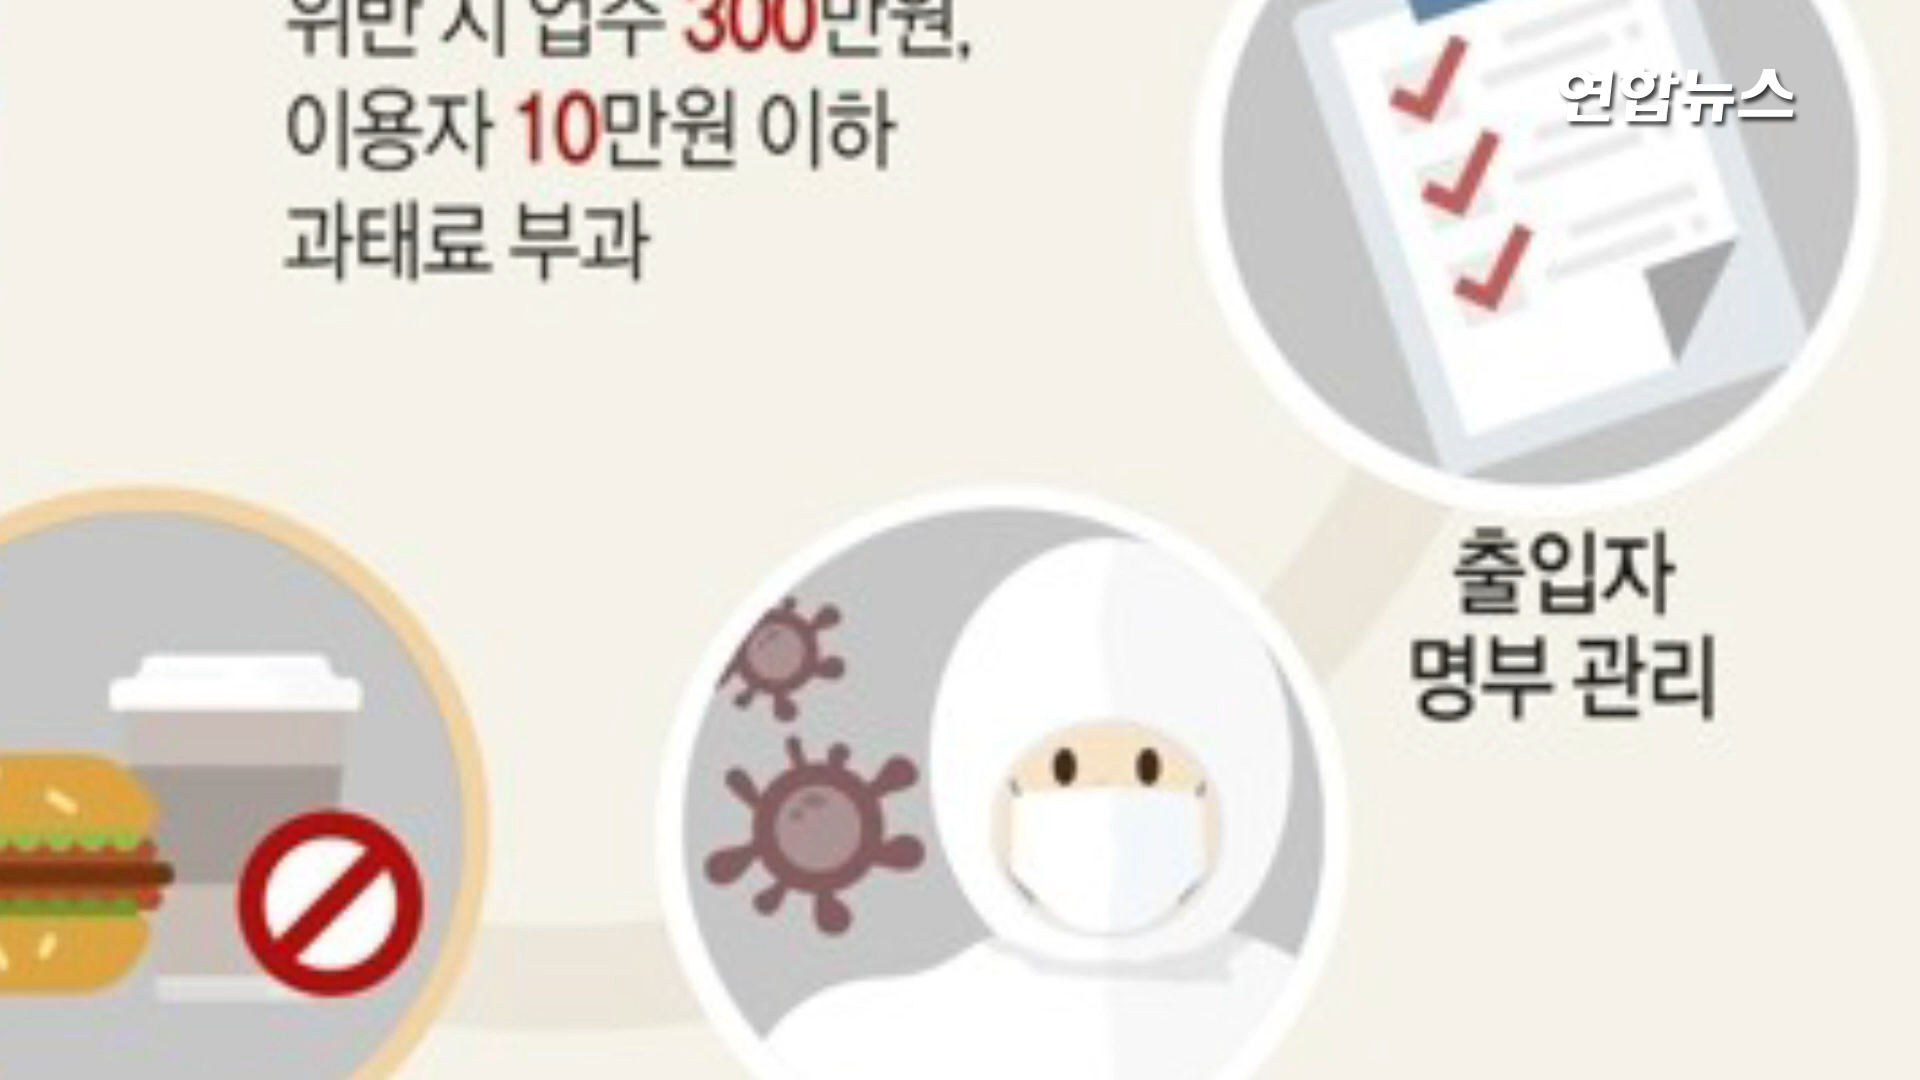 위반 시 업주 300만원,
이용자 10만원 이하
과태료 부과
연합뉴스
출입자
명부 관리